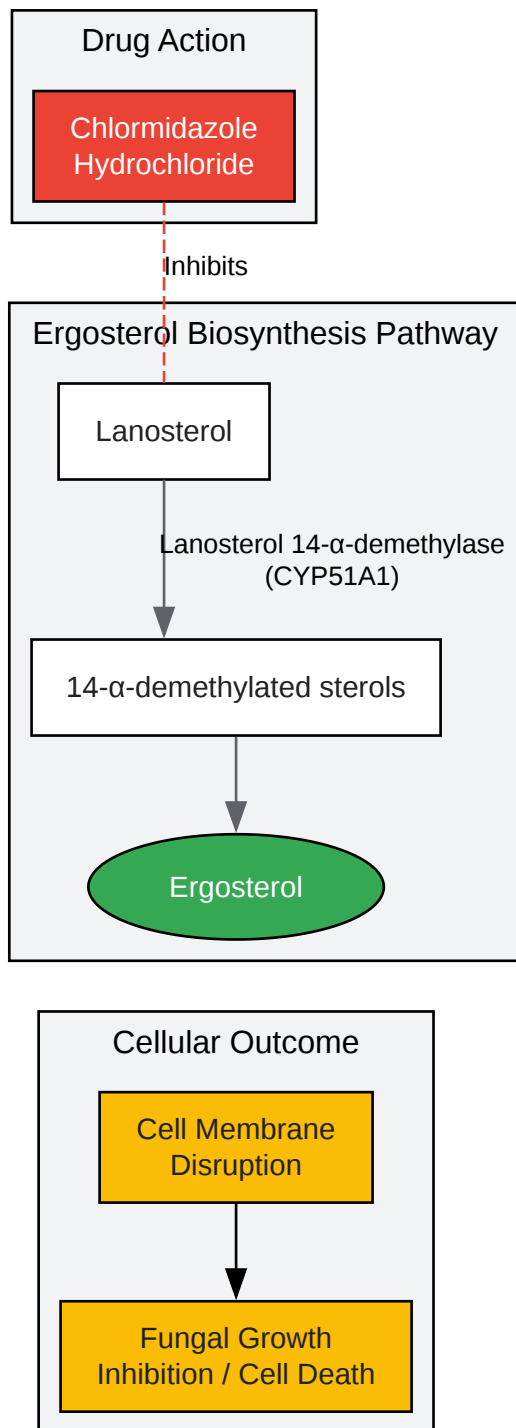 Drug Action
Chlormidazole
Hydrochloride
Inhibits
Ergosterol Biosynthesis Pathway
Lanosterol
Lanosterol 14-α-demethylase
(CYP51A1)
14-α-demethylated sterols
Ergosterol
Cellular Outcome
Cell Membrane
Disruption
Fungal Growth
Inhibition / Cell Death